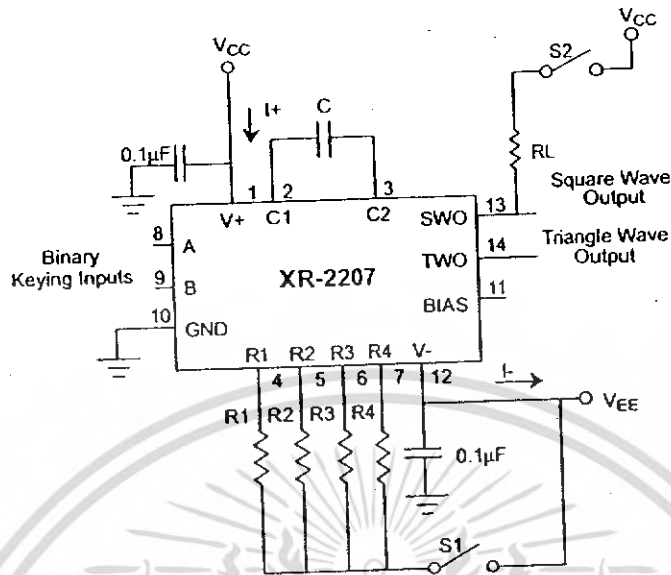 VCC
VCC
S2
I+
C
0.1µF
RL
1
2
3
Square Wave
Output
V+
C1
C2
SWO
13
8
A
TWO
14
Triangle Wave
Output
Binary
Keying Inputs
9
B
XR-2207
BIAS
11
10
GND
R1
R2
R3
R4
V-
4
5
6
7
12
I-
R1
R2
R3
R4
VEE
0.1µF
S1